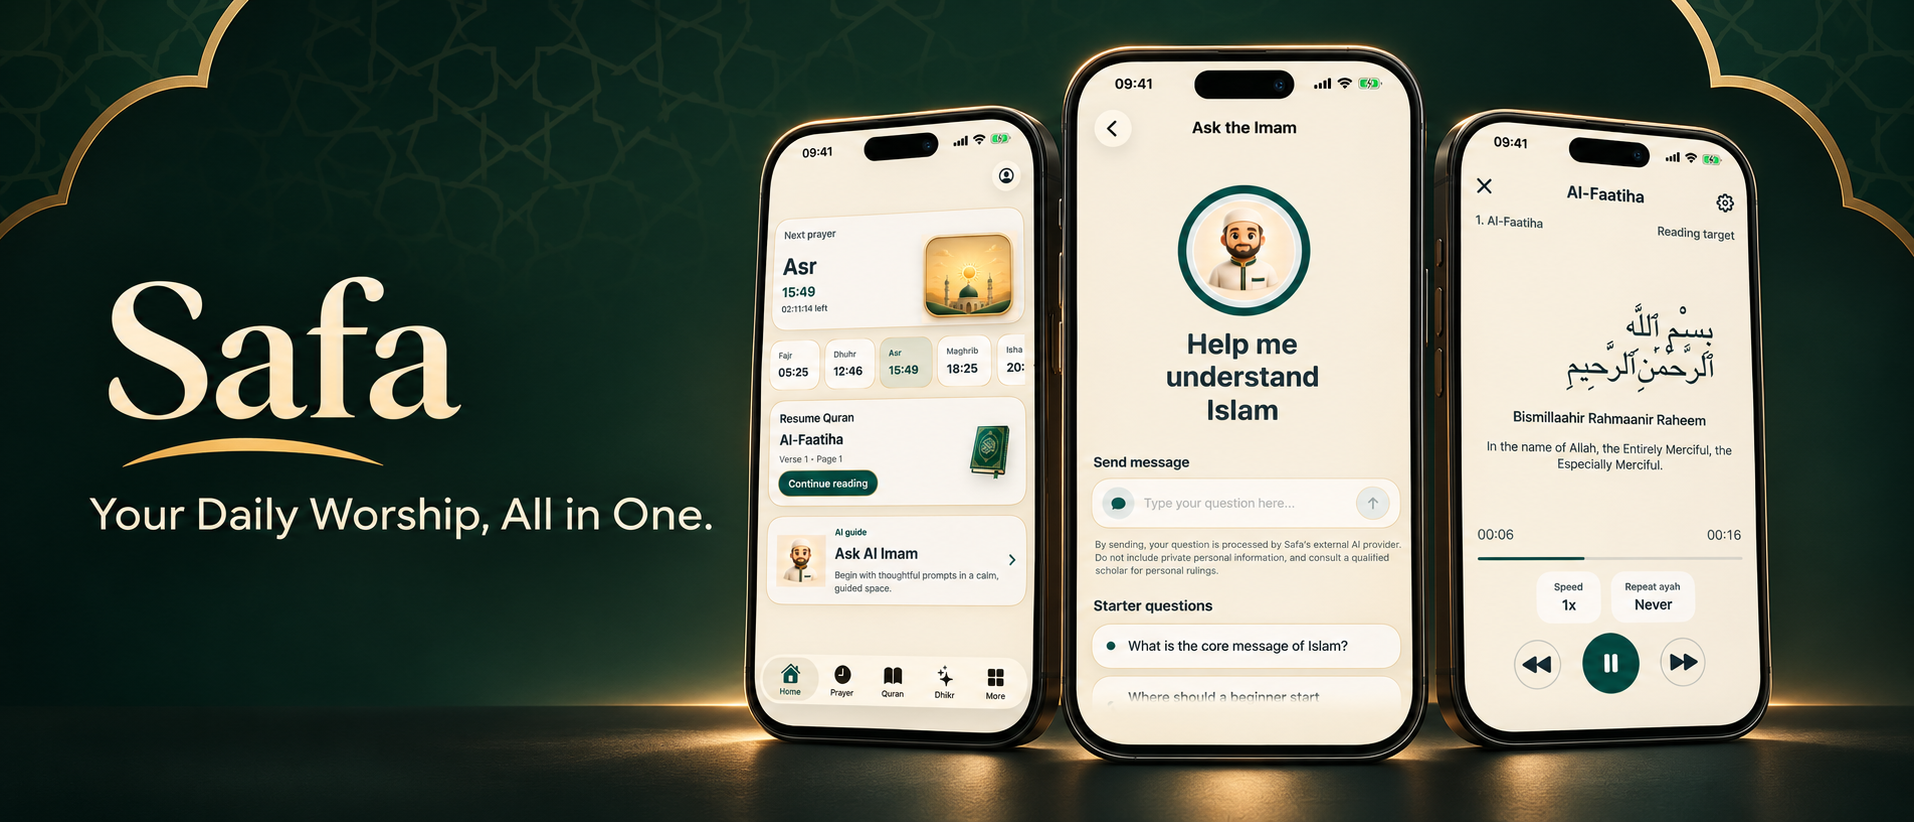 Safa
Your Daily Worship, All in One.
09:41
Next prayer
Asr
15:49
02:11:14 left
Fajr
05:25
Dhuhr
12:46
Asr
15:49
Maghrib
18:25
Isha
20:
Resume Quran
Al-Faatiha
Verse 1 • Page 1
Continue reading
AI guide
Ask AI Imam
Begin with thoughtful prompts in a calm,
guided space.
Home
Prayer
Quran
Dhikr
More
09:41
Ask the Imam
Help me
understand
Islam
Send message
Type your question here...
By sending, your question is processed by Safa's external AI provider.
Do not include private personal information, and consult a qualified
scholar for personal rulings.
Starter questions
What is the core message of Islam?
Where should a beginner start
09:41
Al-Faatiha
1. Al-Faatiha
Reading target
بِسْمِ ٱللَّهِ
ٱلرَّحْمَٰنِ ٱلرَّحِيمِ
Bismillaahir Rahmaanir Raheem
In the name of Allah, the Entirely Merciful, the
Especially Merciful.
00:06
00:16
Speed
1x
Repeat ayah
Never